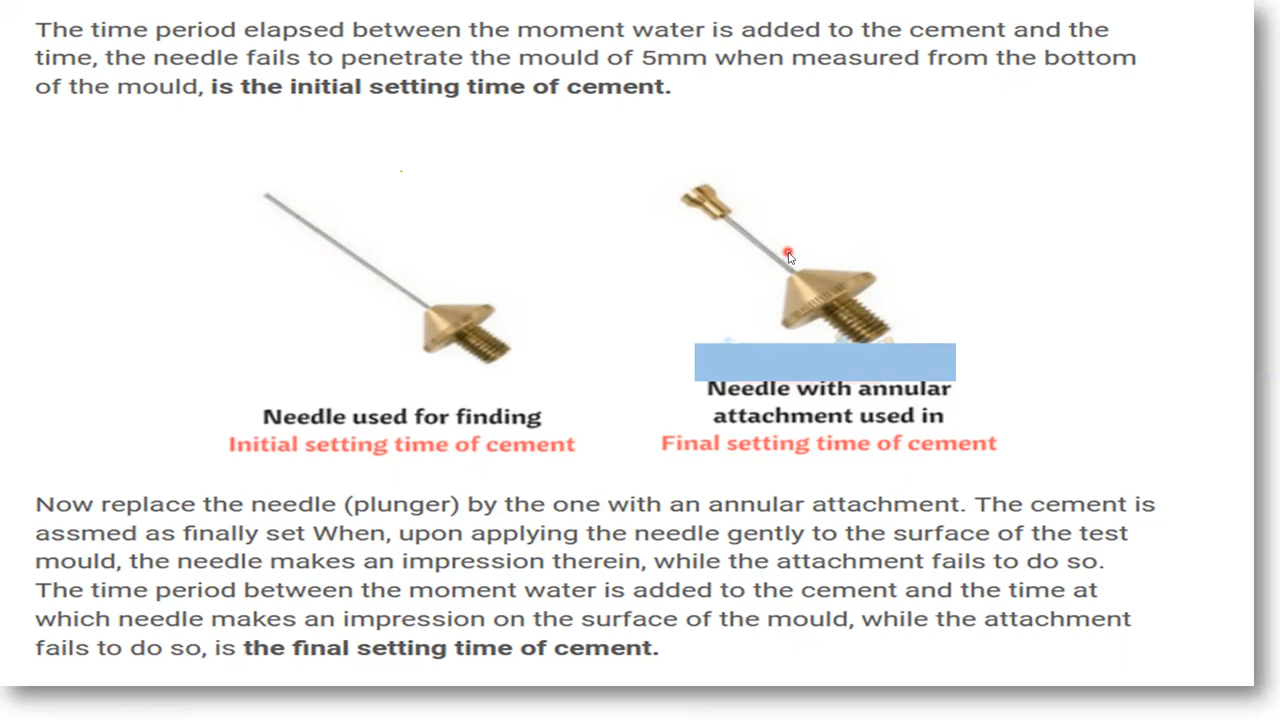 The time period elapsed between the moment water is added to the cement and the
time, the needle fails to penetrate the mould of 5mm when measured from the bottom
of the mould, is the initial setting time of cement.
Needle used for finding
Initial setting time of cement
Needle with annular
attachment used in
Final setting time of cement
Now replace the needle (plunger) by the one with an annular attachment. The cement is
assmed as finally set When, upon applying the needle gently to the surface of the test
mould, the needle makes an impression therein, while the attachment fails to do so.
The time period between the moment water is added to the cement and the time at
which needle makes an impression on the surface of the mould, while the attachment
fails to do so, is the final setting time of cement.